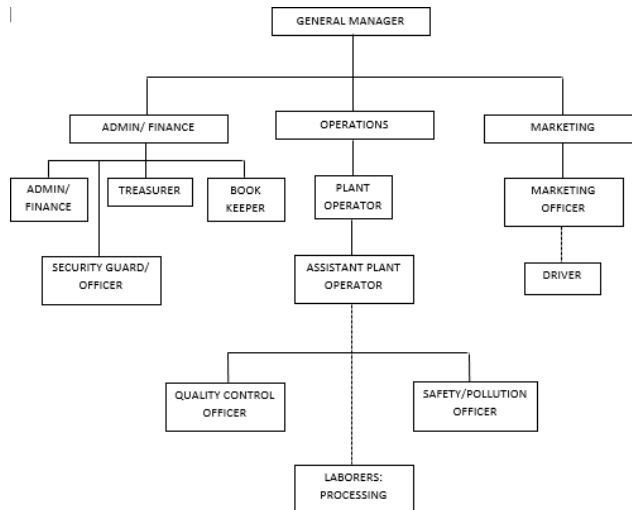 GENERAL MANAGER
ADMIN/ FINANCE
OPERATIONS
MARKETING
ADMIN/
FINANCE
TREASURER
BOOK
KEEPER
PLANT
OPERATOR
MARKETING
OFFICER
SECURITY GUARD/
OFFICER
ASSISTANT PLANT
OPERATOR
DRIVER
QUALITY CONTROL
OFFICER
SAFETY/POLLUTION
OFFICER
LABORERS:
PROCESSING